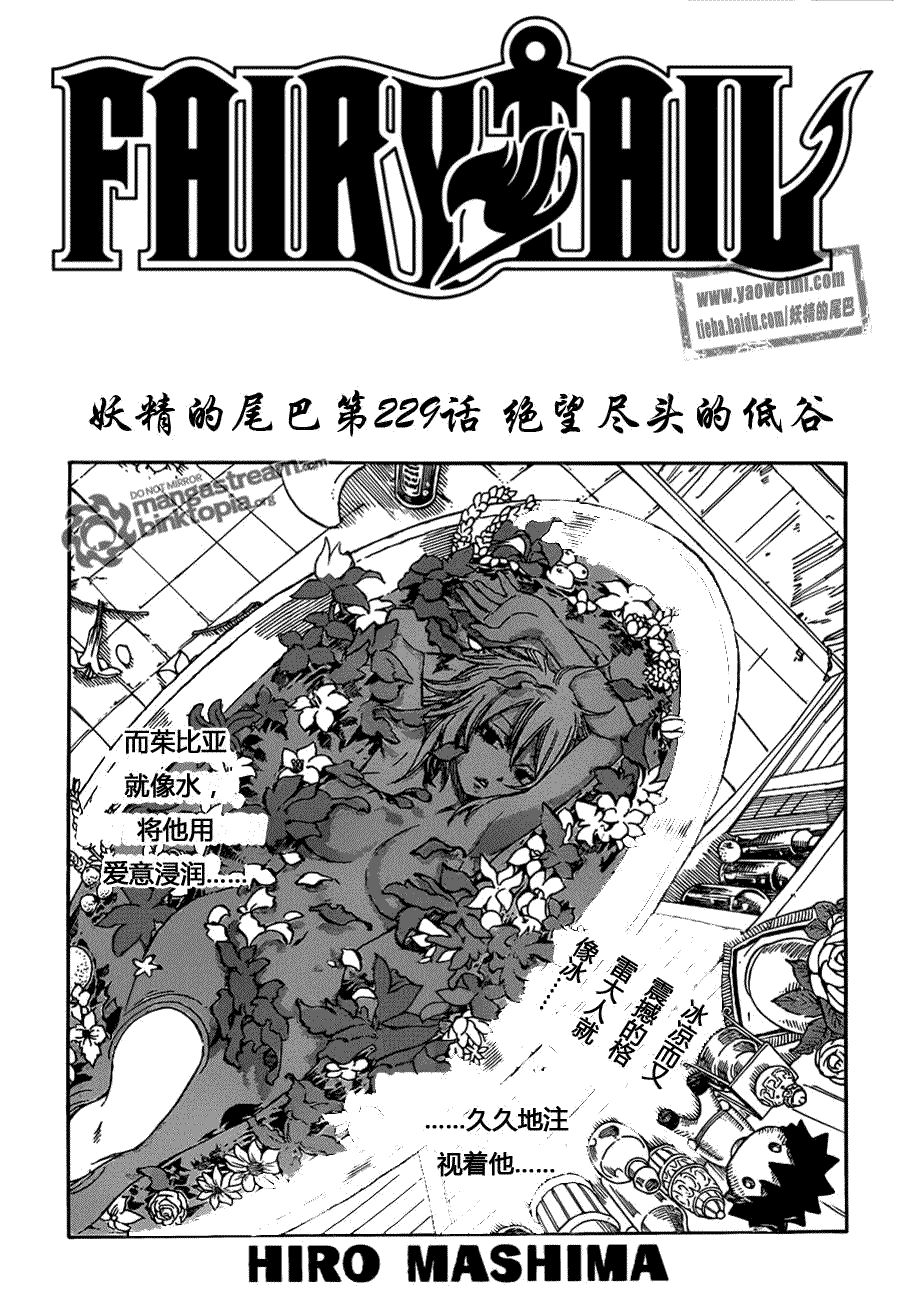 FAIRY TAIL
www.yaoweimi.com
tieba.baidu.com/妖精的尾巴
妖精的尾巴第229话 绝望尽头的低谷
DO NOT MIRROR
mangastream.com
binktopia.org
而茱比亚
就像水，
将他用
爱意浸润……
冰凉而又
震撼的格
雷大人就
像冰……
……久久地注
视着他……
HIRO MASHIMA